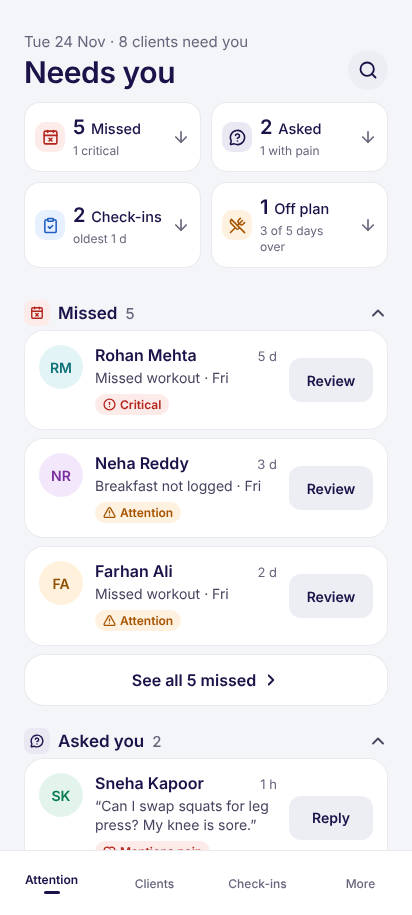 Tue 24 Nov · 8 clients need you
Needs you
5 Missed
1 critical
2 Asked
1 with pain
2 Check-ins
oldest 1 d
1 Off plan
3 of 5 days
over
Missed 5
RM
Rohan Mehta
5 d
Missed workout · Fri
Critical
Review
NR
Neha Reddy
3 d
Breakfast not logged · Fri
Attention
Review
FA
Farhan Ali
2 d
Missed workout · Fri
Attention
Review
See all 5 missed
Asked you 2
SK
Sneha Kapoor
1 h
“Can I swap squats for leg
press? My knee is sore.”
Mentions pain
Reply
Attention
Clients
Check-ins
More